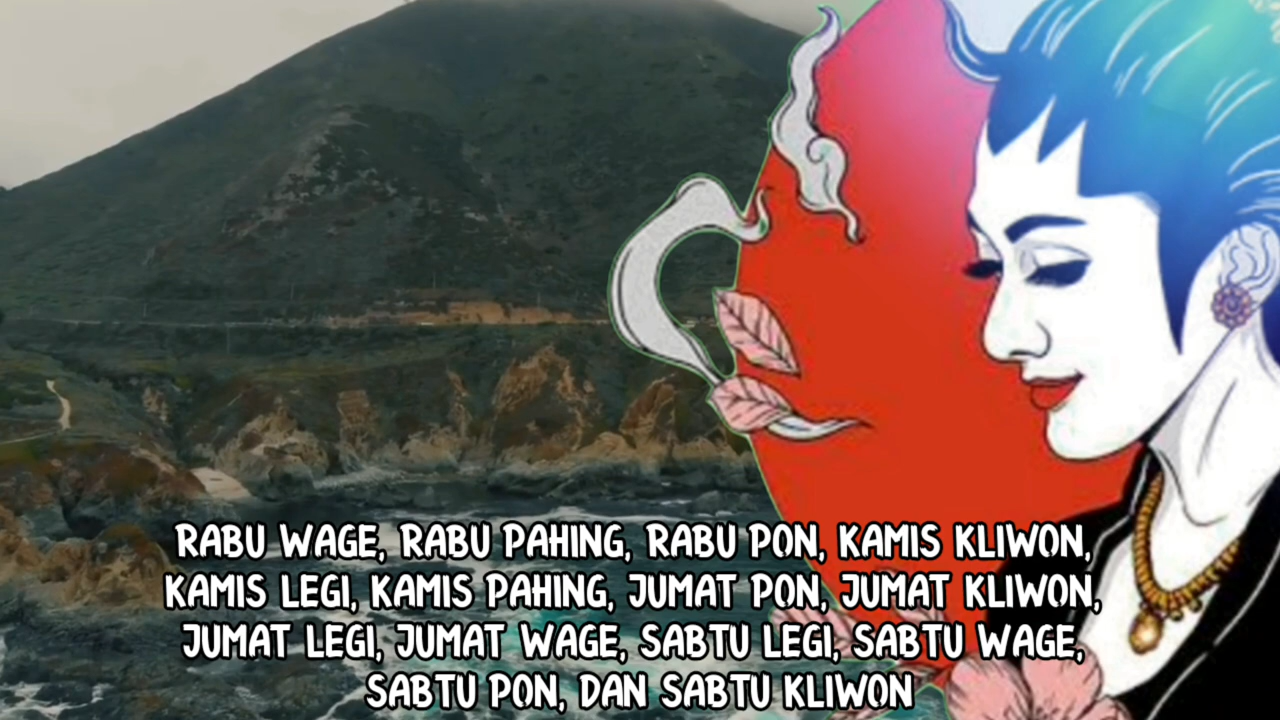 RABU WAGE, RABU PAHING, RABU PON, KAMIS KLIWON,
KAMIS LEGI, KAMIS PAHING, JUMAT PON, JUMAT KLIWON,
JUMAT LEGI, JUMAT WAGE, SABTU LEGI, SABTU WAGE,
SABTU PON, DAN SABTU KLIWON